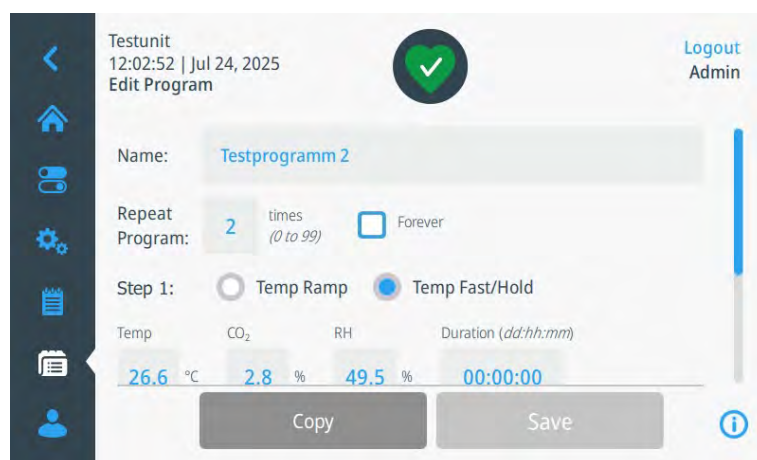 Testunit
12:02:52 | Jul 24, 2025
Edit Program
Logout
Admin
Name: Testprogramm 2
Repeat Program: 2 times (0 to 99) Forever
Step 1: Temp Ramp Temp Fast/Hold
Temp CO₂ RH Duration (dd:hh:mm)
26.6 °C 2.8 % 49.5 % 00:00:00
Copy Save